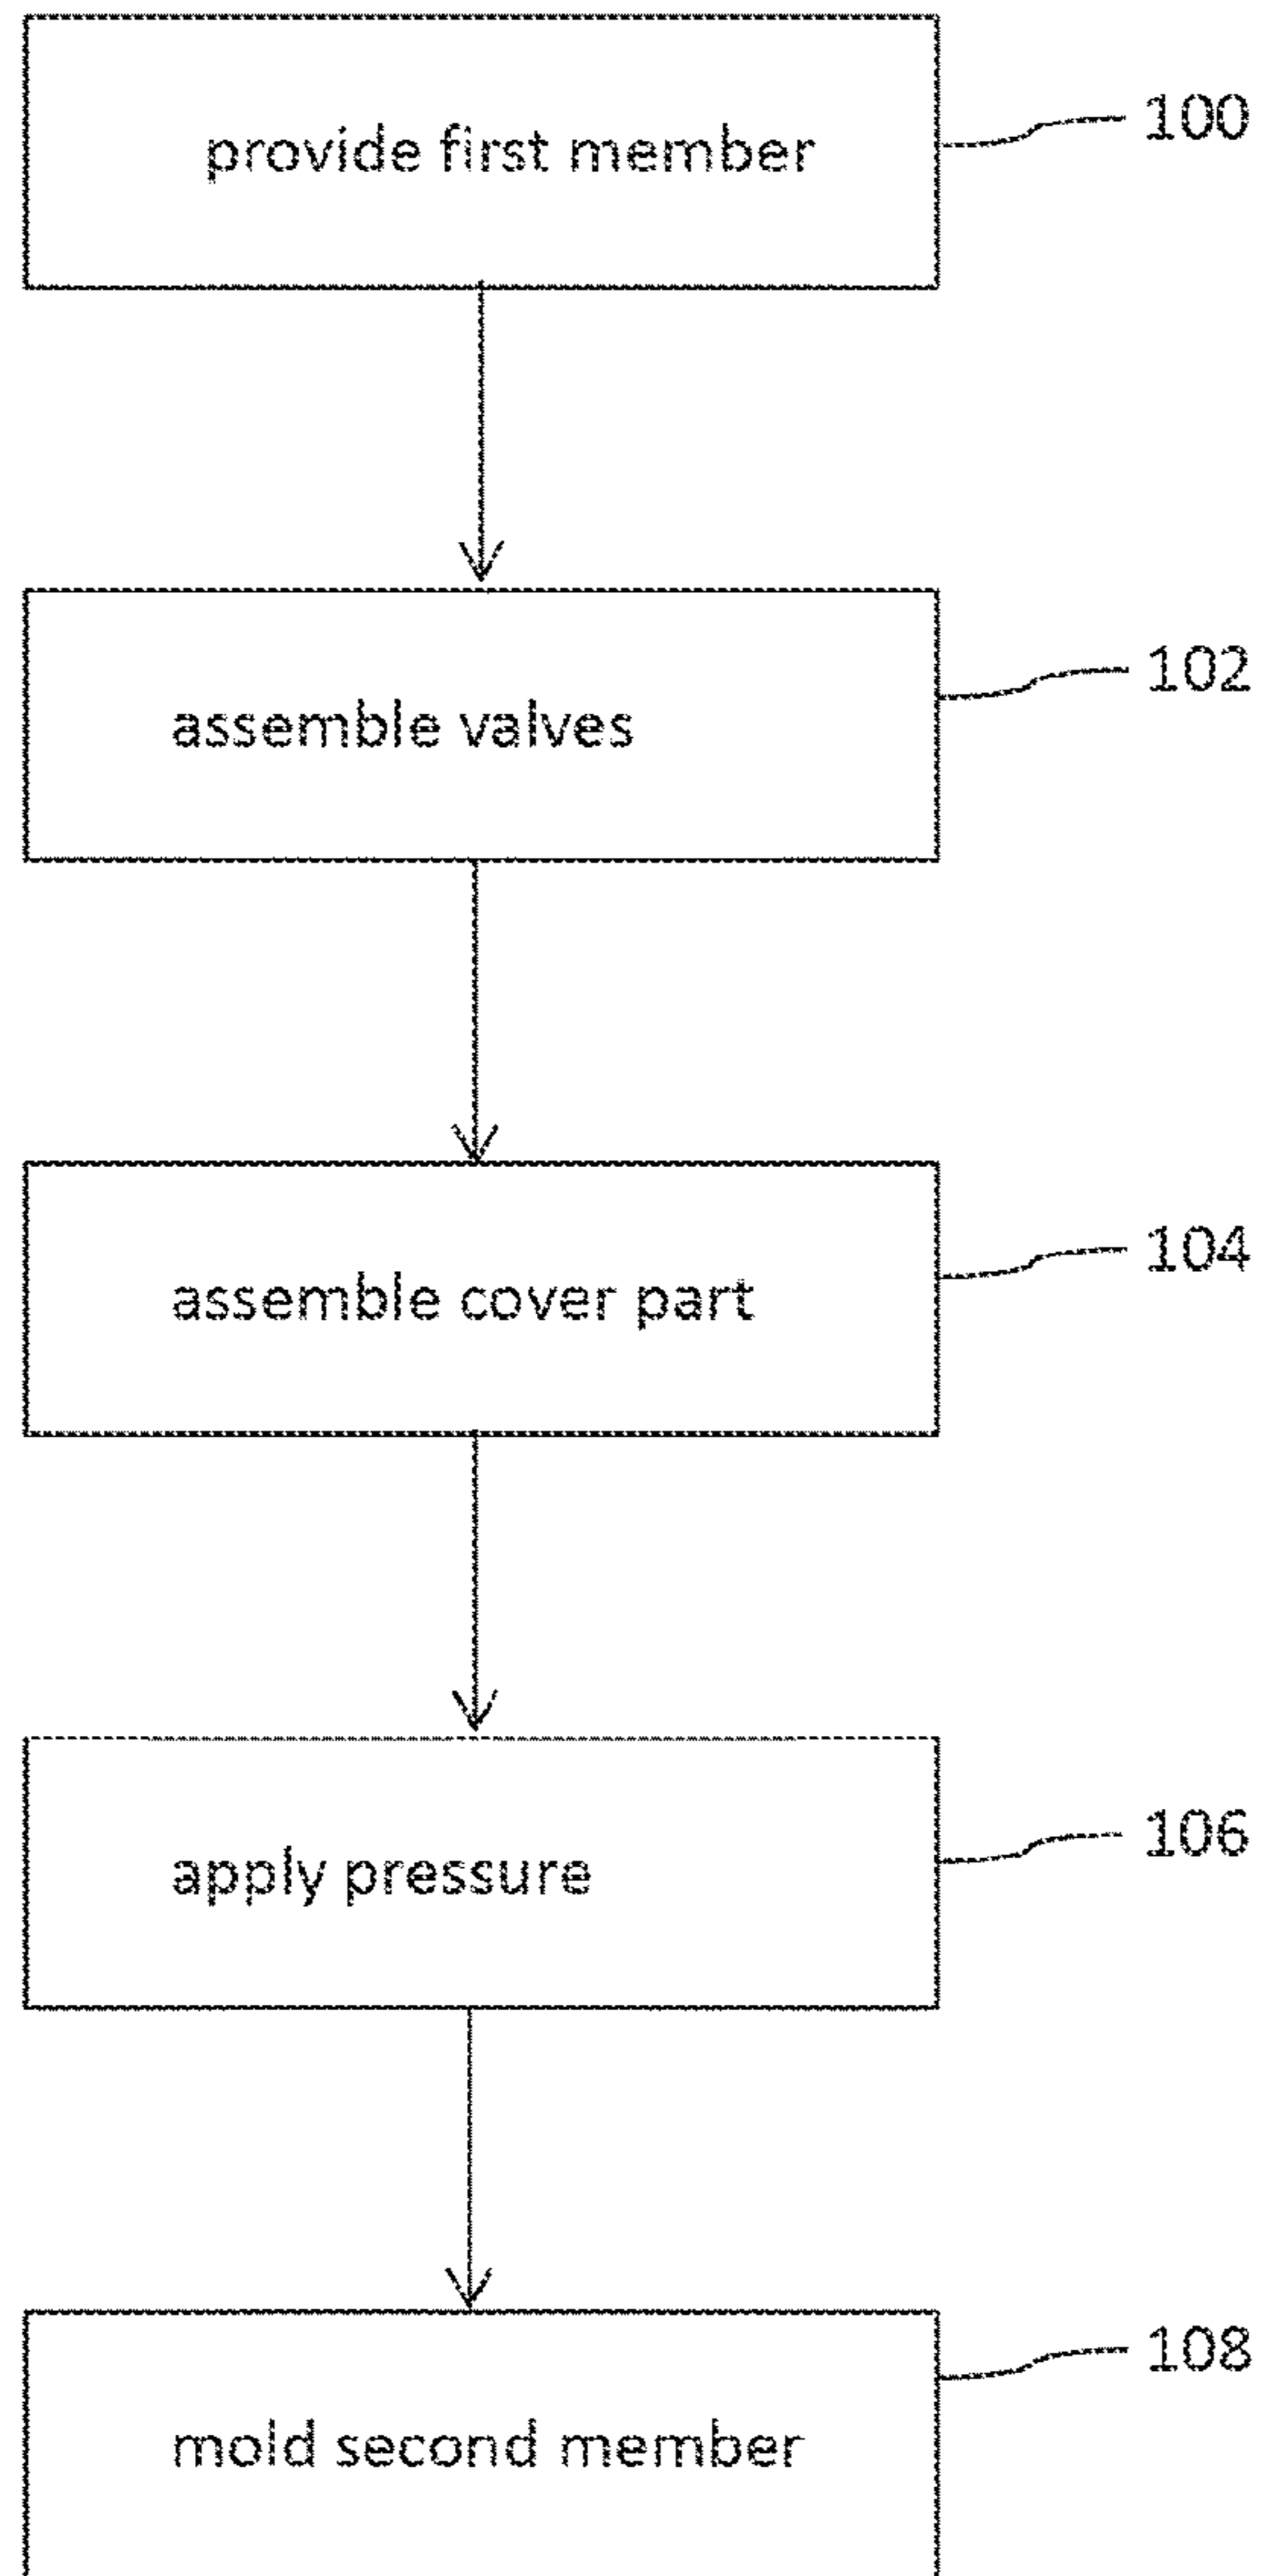 provide first member
100
assemble valves
102
assemble cover part
104
apply pressure
106
mold second member
108